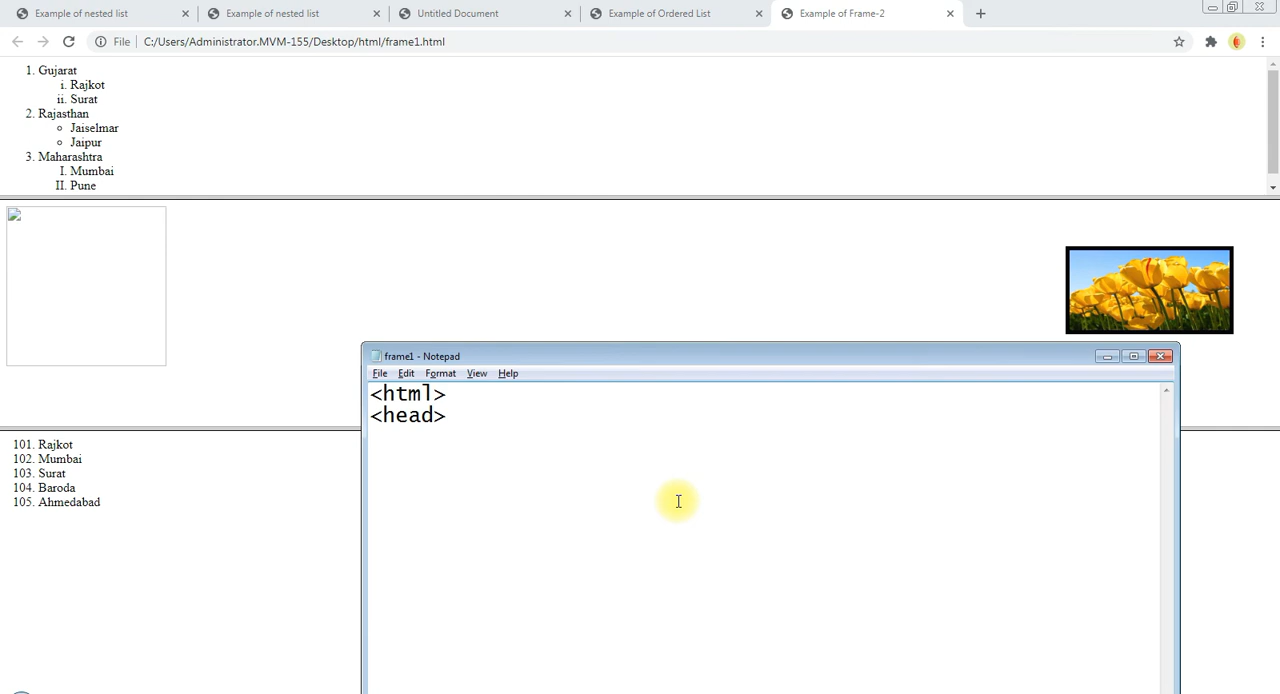 Example of nested list
Example of nested list
Untitled Document
Example of Ordered List
Example of Frame-2
File
C:/Users/Administrator.MVM-155/Desktop/html/frame1.html
1. Gujarat
i. Rajkot
ii. Surat
2. Rajasthan
Jaiselmar
Jaipur
3. Maharashtra
I. Mumbai
II. Pune
frame1 - Notepad
File Edit Format View Help
<html>
<head>
101. Rajkot
102. Mumbai
103. Surat
104. Baroda
105. Ahmedabad